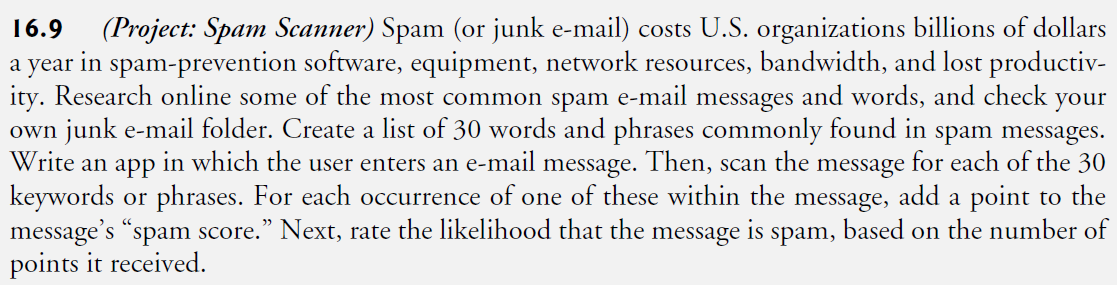 16.9 (Project: Spam Scanner) Spam (or junk e-mail) costs U.S. organizations billions of dollars
a year in spam-prevention software, equipment, network resources, bandwidth, and lost productiv-
ity. Research online some of the most common spam e-mail messages and words, and check your
own junk e-mail folder. Create a list of 30 words and phrases commonly found in spam messages.
Write an app in which the user enters an e-mail message. Then, scan the message for each of the 30
keywords or phrases. For each occurrence of one of these within the message, add a point to the
message’s “spam score.” Next, rate the likelihood that the message is spam, based on the number of
points it received.